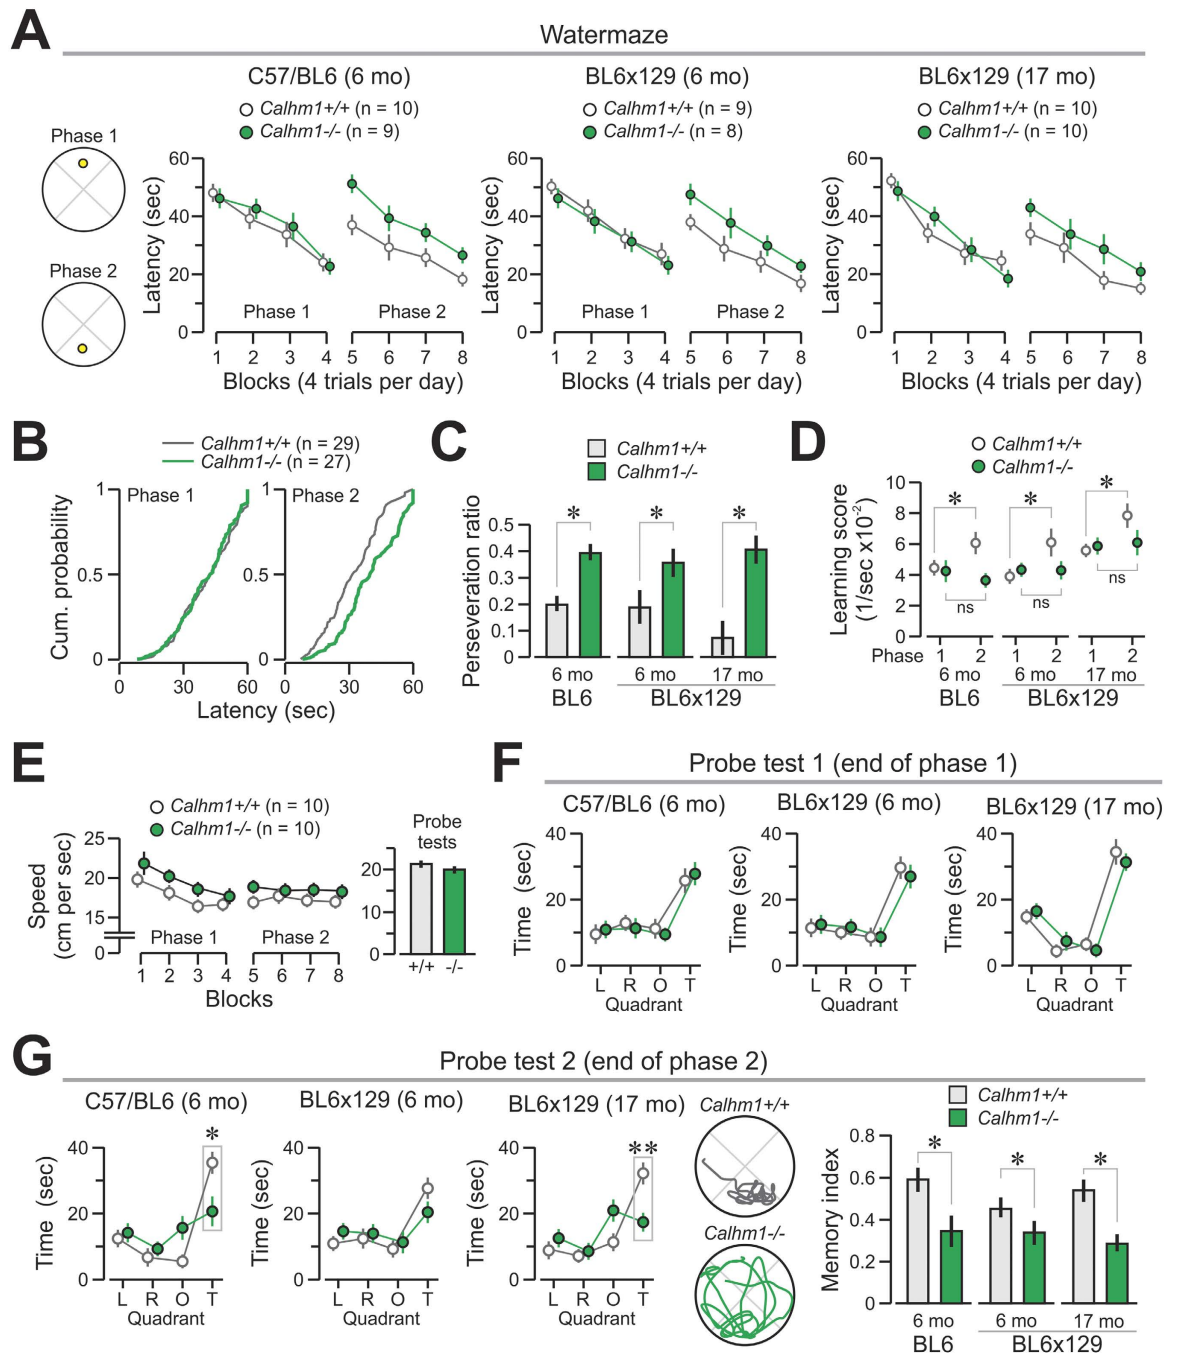 A
Watermaze
C57/BL6 (6 mo)
Calhm1+/+ (n = 10)
Calhm1-/- (n = 9)
BL6x129 (6 mo)
Calhm1+/+ (n = 9)
Calhm1-/- (n = 8)
BL6x129 (17 mo)
Calhm1+/+ (n = 10)
Calhm1-/- (n = 10)
Phase 1
Phase 2
Latency (sec)
60
40
20
0
Phase 1
Phase 2
1 2 3 4 5 6 7 8
Blocks (4 trials per day)
Latency (sec)
60
40
20
0
Phase 1
Phase 2
1 2 3 4 5 6 7 8
Blocks (4 trials per day)
Latency (sec)
60
40
20
0
1 2 3 4 5 6 7 8
Blocks (4 trials per day)
B
Calhm1+/+ (n = 29)
Calhm1-/- (n = 27)
Cum. probability
1
0.5
0
Phase 1
0 30 60
1
0.5
0
Phase 2
0 30 60
Latency (sec)
C
Calhm1+/+
Calhm1-/-
Perseveration ratio
0.5
0.4
0.3
0.2
0.1
0
* * *
6 mo 6 mo 17 mo
BL6 BL6x129
D
Calhm1+/+
Calhm1-/-
Learning score
(1/sec x10-2)
10
8
6
4
2
0
* * *
ns ns ns
Phase 1 2 1 2 1 2
6 mo 6 mo 17 mo
BL6 BL6x129
E
Calhm1+/+ (n = 10)
Calhm1-/- (n = 10)
Speed
(cm per sec)
25
20
15
0
Phase 1
Phase 2
1 2 3 4 5 6 7 8
Blocks
Probe
tests
20
10
0
+/+ -/-
F
Probe test 1 (end of phase 1)
C57/BL6 (6 mo)
Time (sec)
40
20
0
L R O T
Quadrant
BL6x129 (6 mo)
Time (sec)
40
20
0
L R O T
Quadrant
BL6x129 (17 mo)
Time (sec)
40
20
0
L R O T
Quadrant
G
Probe test 2 (end of phase 2)
C57/BL6 (6 mo)
Time (sec)
40
20
0
*
L R O T
Quadrant
BL6x129 (6 mo)
Time (sec)
40
20
0
L R O T
Quadrant
BL6x129 (17 mo)
Time (sec)
40
20
0
**
L R O T
Quadrant
Calhm1+/+
Calhm1-/-
Calhm1+/+
Calhm1-/-
Memory index
0.8
0.6
0.4
0.2
0
* * *
6 mo 6 mo 17 mo
BL6 BL6x129